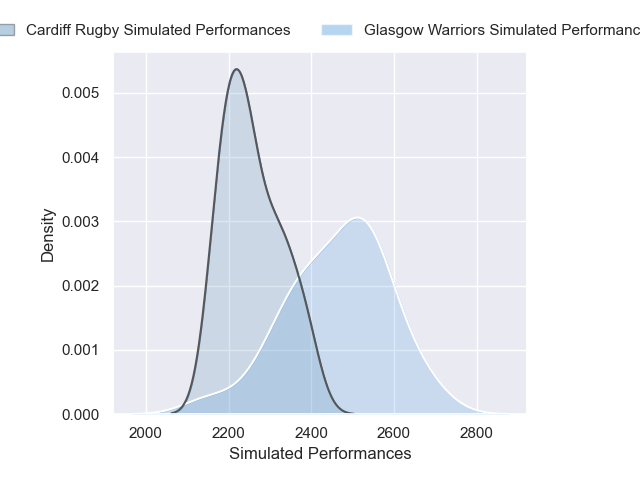 Cardiff Rugby Simulated Performances Glasgow Warriors Simulated Performanc
0.005
0.004
0.003
0.002
0.001
0.000
Density
2000 2200 2400 2600 2800
Simulated Performances